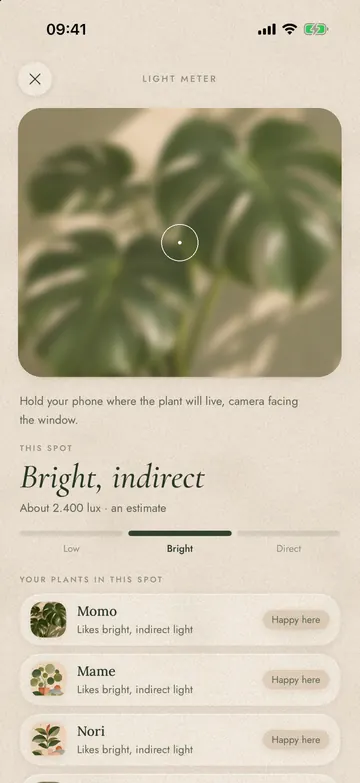 09:41
LIGHT METER
Hold your phone where the plant will live, camera facing
the window.
THIS SPOT
Bright, indirect
About 2.400 lux · an estimate
Low
Bright
Direct
YOUR PLANTS IN THIS SPOT
Momo
Likes bright, indirect light
Happy here
Mame
Likes bright, indirect light
Happy here
Nori
Likes bright, indirect light
Happy here